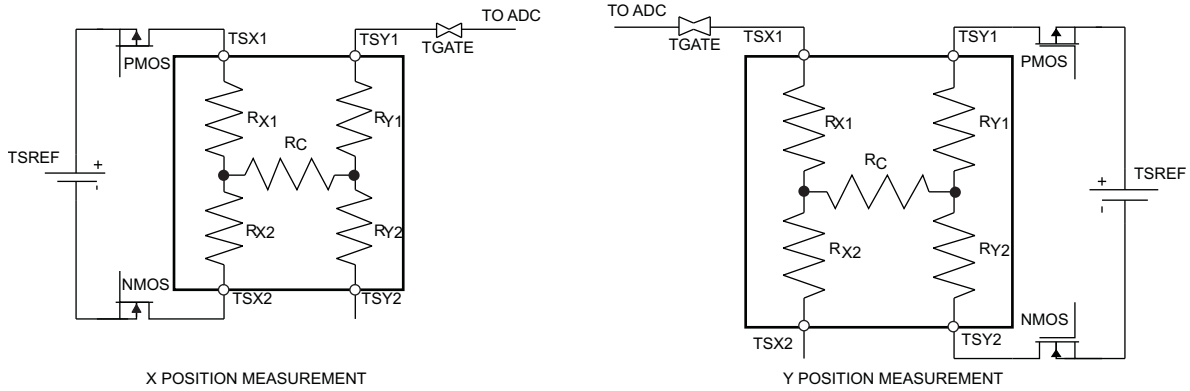 TO ADC
TSX1
TSY1
TGATE
PMOS
RX1
RY1
RC
TSREF
+
-
RX2
RY2
NMOS
TSX2
TSY2
X POSITION MEASUREMENT
TO ADC
TSX1
TSY1
TGATE
PMOS
RX1
RY1
RC
TSREF
+
-
RX2
RY2
NMOS
TSX2
TSY2
Y POSITION MEASUREMENT